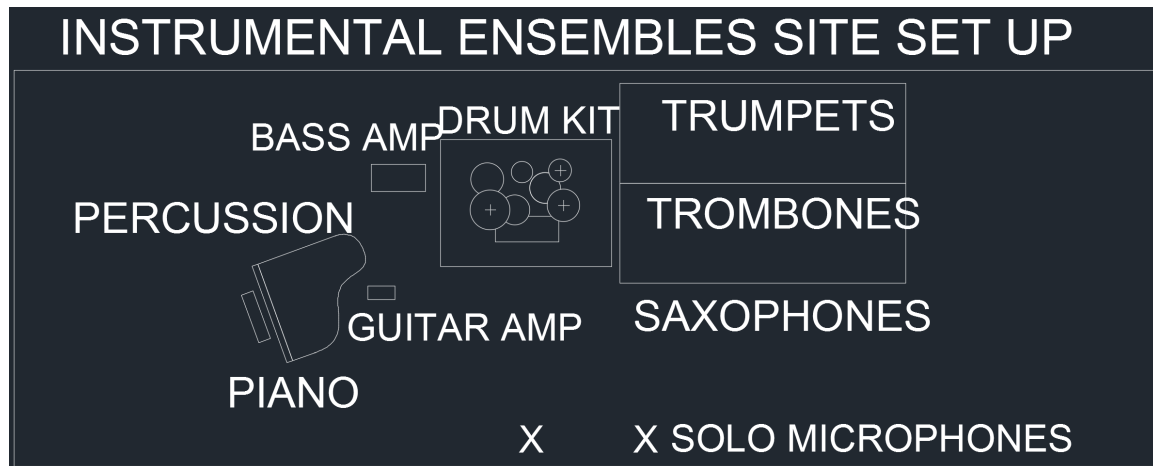 INSTRUMENTAL ENSEMBLES SITE SET UP
TRUMPETS
DRUM KIT
BASS AMP
PERCUSSION
TROMBONES
GUITAR AMP
SAXOPHONES
PIANO
X
X SOLO MICROPHONES